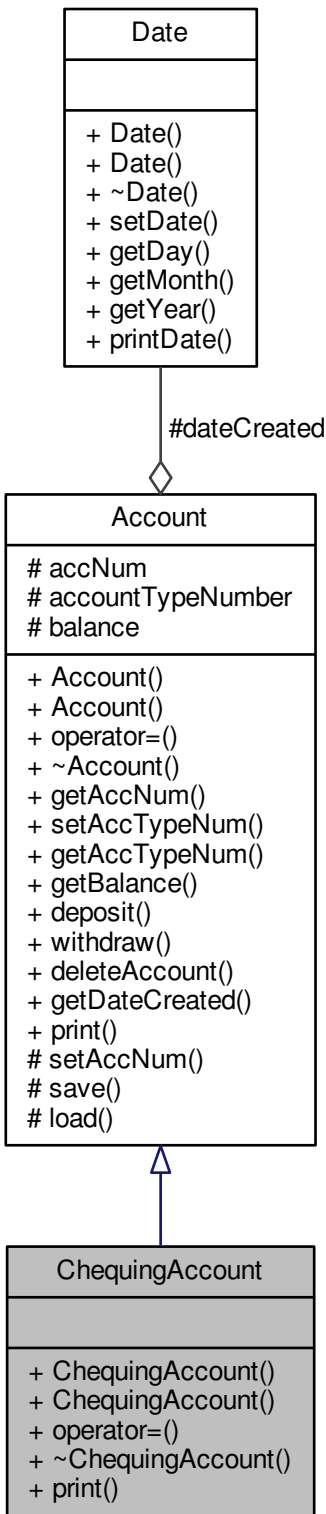 Date
+ Date()
+ Date()
+ ~Date()
+ setDate()
+ getDay()
+ getMonth()
+ getYear()
+ printDate()
#dateCreated
Account
# accNum
# accountTypeNumber
# balance
+ Account()
+ Account()
+ operator=()
+ ~Account()
+ getAccNum()
+ setAccTypeNum()
+ getAccTypeNum()
+ getBalance()
+ deposit()
+ withdraw()
+ deleteAccount()
+ getDateCreated()
+ print()
# setAccNum()
# save()
# load()
ChequingAccount
+ ChequingAccount()
+ ChequingAccount()
+ operator=()
+ ~ChequingAccount()
+ print()